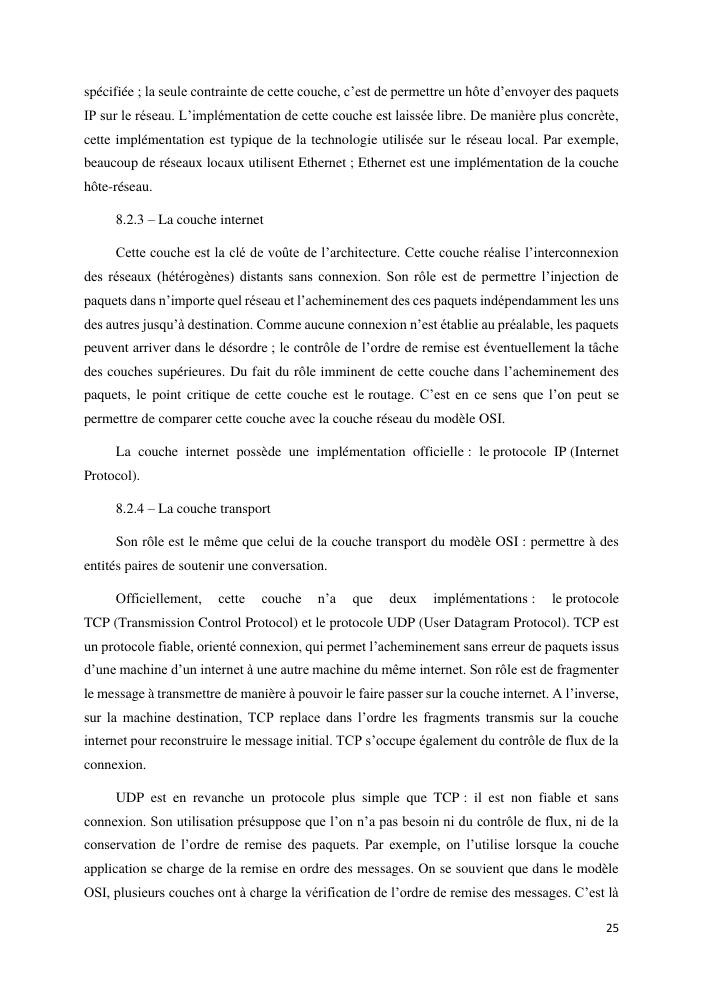 spécifiée ; la seule contrainte de cette couche, c’est de permettre un hôte d’envoyer des paquets
IP sur le réseau. L’implémentation de cette couche est laissée libre. De manière plus concrète,
cette implémentation est typique de la technologie utilisée sur le réseau local. Par exemple,
beaucoup de réseaux locaux utilisent Ethernet ; Ethernet est une implémentation de la couche
hôte-réseau.
8.2.3 – La couche internet
Cette couche est la clé de voûte de l’architecture. Cette couche réalise l’interconnexion
des réseaux (hétérogènes) distants sans connexion. Son rôle est de permettre l’injection de
paquets dans n’importe quel réseau et l’acheminement des ces paquets indépendamment les uns
des autres jusqu’à destination. Comme aucune connexion n’est établie au préalable, les paquets
peuvent arriver dans le désordre ; le contrôle de l’ordre de remise est éventuellement la tâche
des couches supérieures. Du fait du rôle imminent de cette couche dans l’acheminement des
paquets, le point critique de cette couche est le routage. C’est en ce sens que l’on peut se
permettre de comparer cette couche avec la couche réseau du modèle OSI.
La couche internet possède une implémentation officielle : le protocole IP (Internet
Protocol).
8.2.4 – La couche transport
Son rôle est le même que celui de la couche transport du modèle OSI : permettre à des
entités paires de soutenir une conversation.
Officiellement, cette couche n’a que deux implémentations : le protocole
TCP (Transmission Control Protocol) et le protocole UDP (User Datagram Protocol). TCP est
un protocole fiable, orienté connexion, qui permet l’acheminement sans erreur de paquets issus
d’une machine d’un internet à une autre machine du même internet. Son rôle est de fragmenter
le message à transmettre de manière à pouvoir le faire passer sur la couche internet. A l’inverse,
sur la machine destination, TCP replace dans l’ordre les fragments transmis sur la couche
internet pour reconstruire le message initial. TCP s’occupe également du contrôle de flux de la
connexion.
UDP est en revanche un protocole plus simple que TCP : il est non fiable et sans
connexion. Son utilisation présuppose que l’on n’a pas besoin ni du contrôle de flux, ni de la
conservation de l’ordre de remise des paquets. Par exemple, on l’utilise lorsque la couche
application se charge de la remise en ordre des messages. On se souvient que dans le modèle
OSI, plusieurs couches ont à charge la vérification de l’ordre de remise des messages. C’est là
25